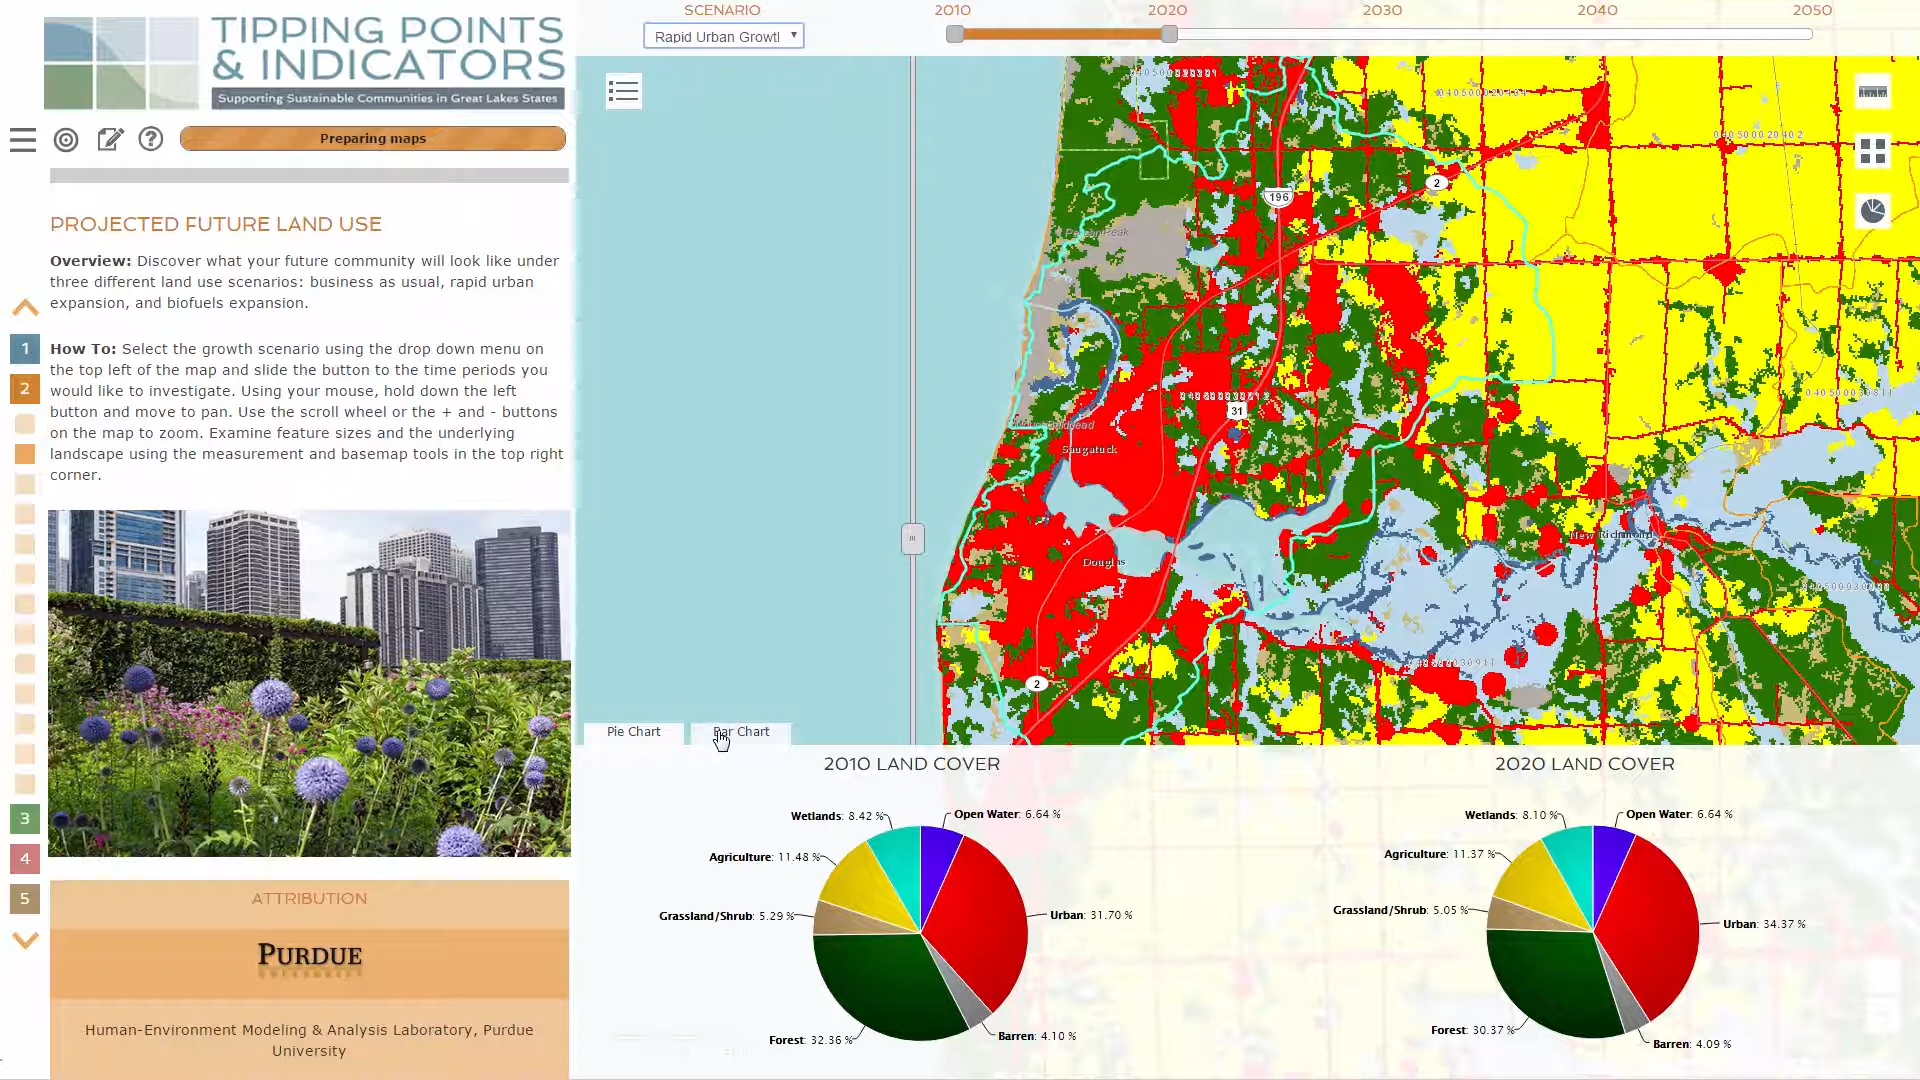 TIPPING POINTS
& INDICATORS
Supporting Sustainable Communities in Great Lakes States
Preparing maps
PROJECTED FUTURE LAND USE
Overview: Discover what your future community will look like under
three different land use scenarios: business as usual, rapid urban
expansion, and biofuels expansion.
How To: Select the growth scenario using the drop down menu on
the top left of the map and slide the button to the time periods you
would like to investigate. Using your mouse, hold down the left
button and move to pan. Use the scroll wheel or the + and - buttons
on the map to zoom. Examine feature sizes and the underlying
landscape using the measurement and basemap tools in the top right
corner.
1
2
3
4
5
ATTRIBUTION
PURDUE
Human-Environment Modeling & Analysis Laboratory, Purdue
University
SCENARIO
Rapid Urban Growth
2010
2020
2030
2040
2050
040500020402
2
196
31
Saugatuck
New Richmond
Douglas
2
Pie Chart
Bar Chart
2010 LAND COVER
Wetlands: 8.42 %
Open Water: 6.64 %
Agriculture: 11.48 %
Grassland/Shrub: 5.29 %
Urban: 31.70 %
Forest: 32.36 %
Barren: 4.10 %
2020 LAND COVER
Wetlands: 8.10 %
Open Water: 6.64 %
Agriculture: 11.37 %
Grassland/Shrub: 5.05 %
Urban: 34.37 %
Forest: 30.37 %
Barren: 4.09 %